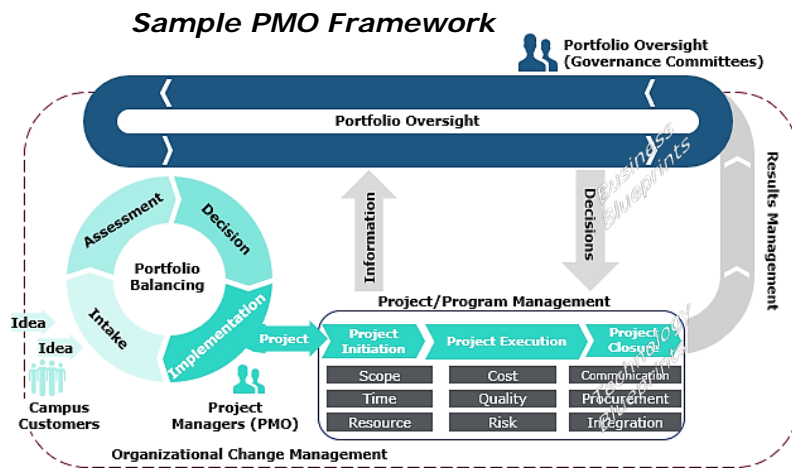 Sample PMO Framework
Portfolio Oversight
(Governance Committees)
Portfolio Oversight
Business
Blueprints
Results Management
Assessment
Decision
Portfolio
Balancing
Intake
Implementation
Information
Decisions
Idea
Idea
Campus
Customers
Project
Project
Managers (PMO)
Project/Program Management
Project
Initiation
Project Execution
Project
Closure
Scope
Cost
Communication
Time
Quality
Procurement
Resource
Risk
Integration
Technology
Blueprints
Organizational Change Management